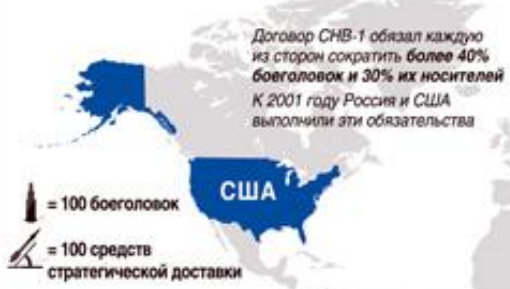 Договор СНВ-1 обязал каждую
из сторон сократить более 40%
боеголовок и 30% их носителей
К 2001 году Россия и США
выполнили эти обязательства
США
= 100 боеголовок
= 100 средств
стратегической доставки